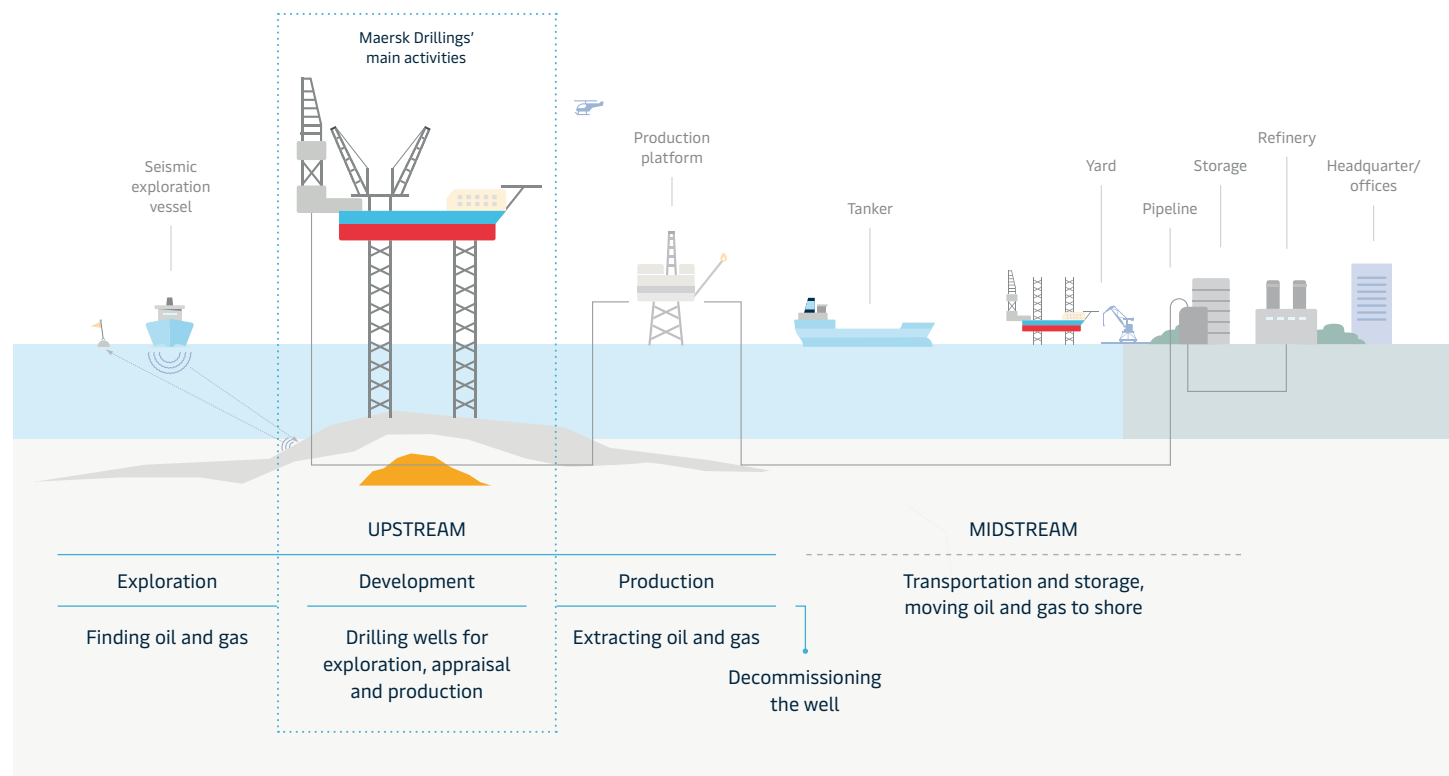 Maersk Drillings'
main activities
Seismic
exploration
vessel
Production
platform
Tanker
Yard
Pipeline
Storage
Refinery
Headquarter/
offices
UPSTREAM
MIDSTREAM
Exploration
Development
Production
Transportation and storage,
moving oil and gas to shore
Finding oil and gas
Drilling wells for
exploration, appraisal
and production
Extracting oil and gas
Decommissioning
the well